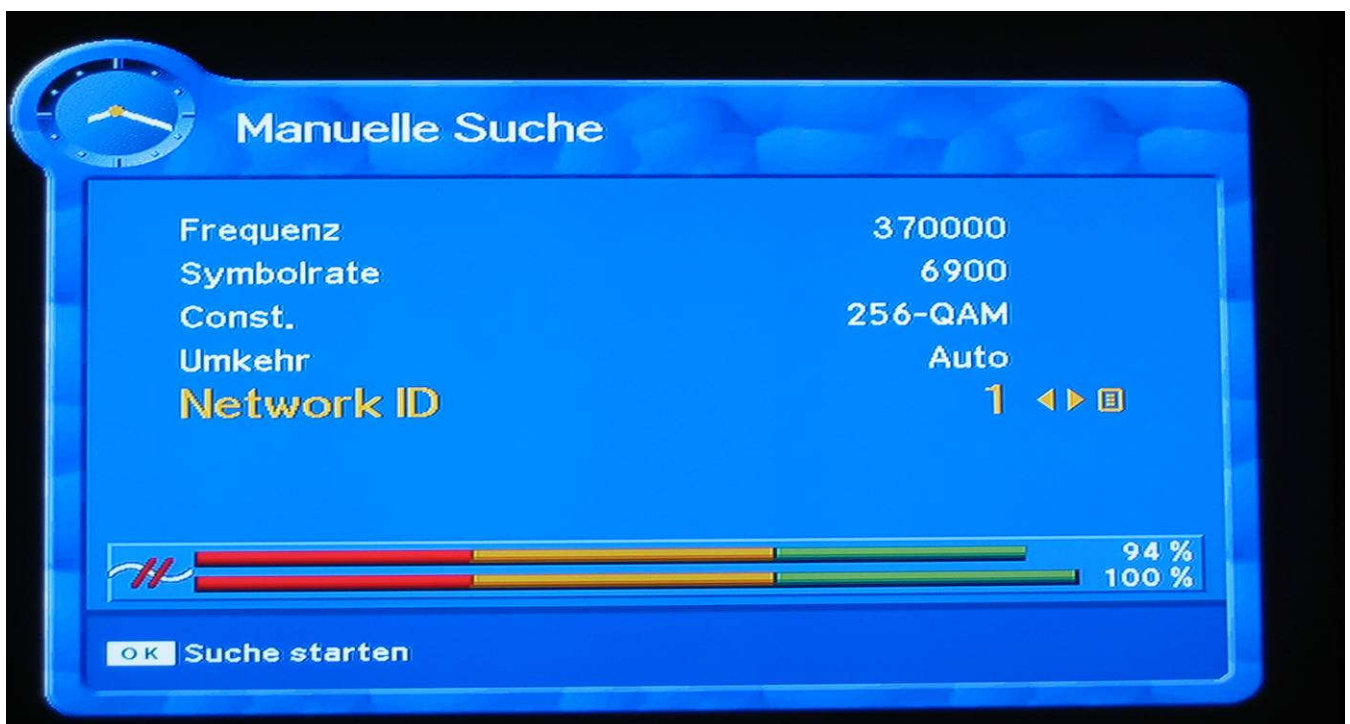 Manuelle Suche
Frequenz 370000
Symbolrate 6900
Const. 256-QAM
Umkehr Auto
Network ID 1
94 %
100 %
OK Suche starten